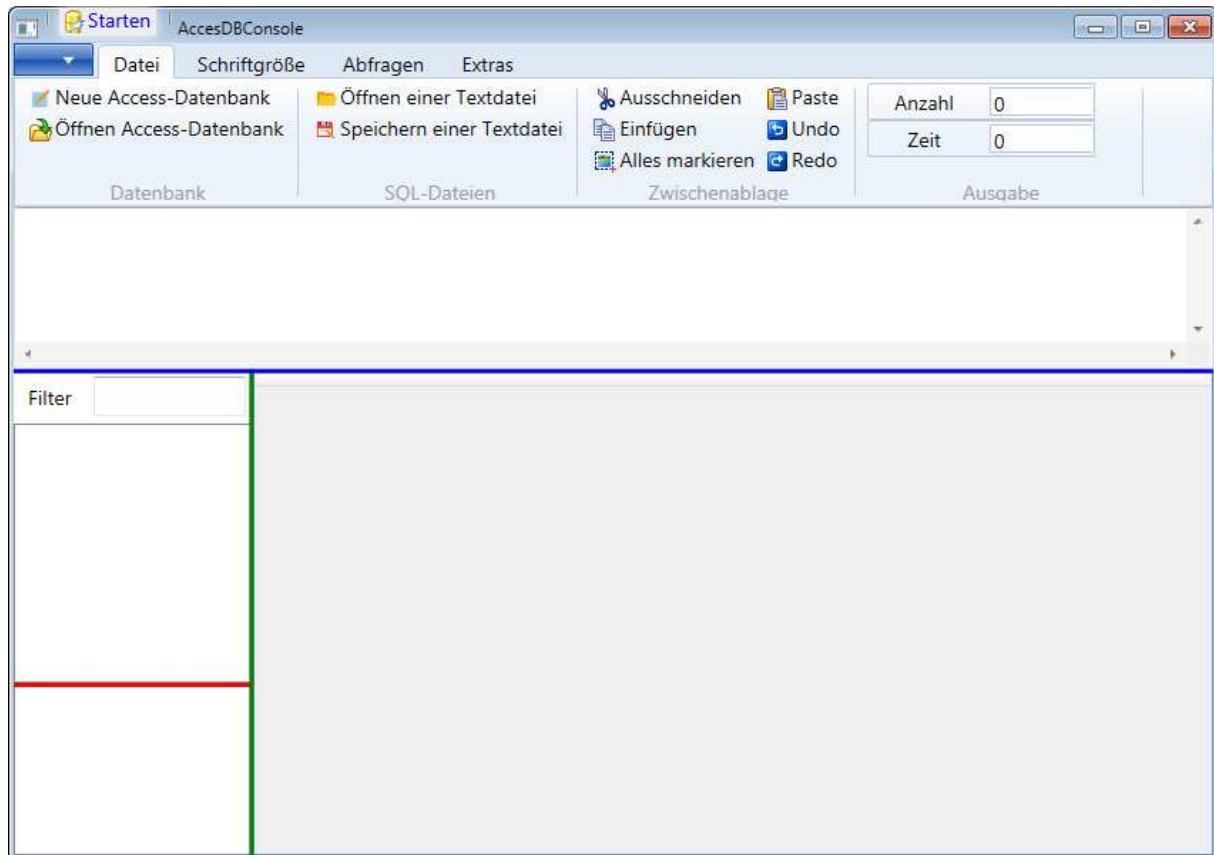 Starten AccesDBConsole
Datei Schriftgröße Abfragen Extras
Neue Access-Datenbank Öffnen einer Textdatei Ausschneiden Paste Anzahl 0
Öffnen Access-Datenbank Speichern einer Textdatei Einfügen Undo Zeit 0
Alles markieren Redo
Datenbank SQL-Dateien Zwischenablage Ausgabe
Filter